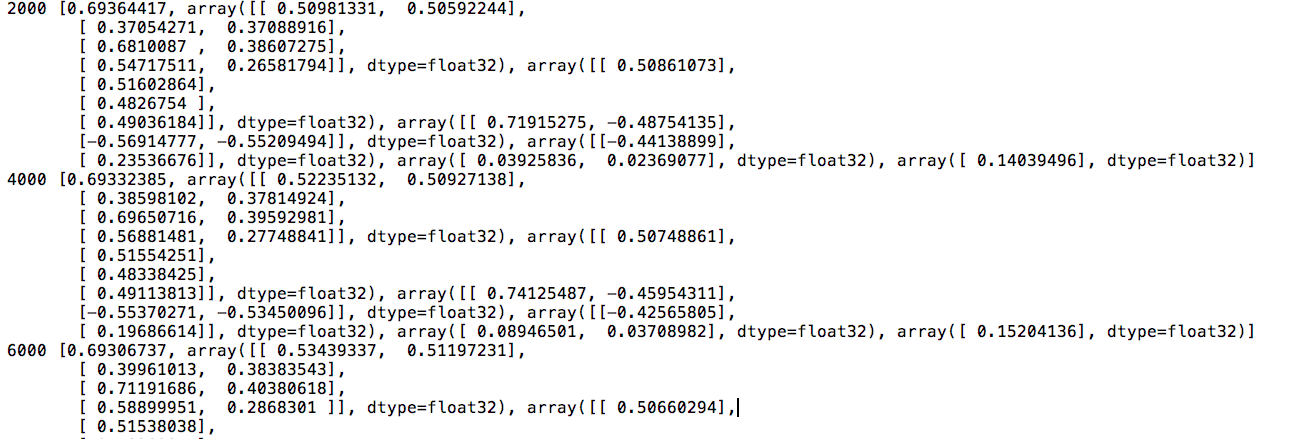 2000 [0.69364417, array([[ 0.50981331,  0.50592244],
       [ 0.37054271,  0.37088916],
       [ 0.6810087 ,  0.38607275],
       [ 0.54717511,  0.26581794]], dtype=float32), array([[ 0.50861073],
       [ 0.51602864],
       [ 0.4826754 ],
       [ 0.49036184]], dtype=float32), array([[ 0.71915275, -0.48754135],
       [-0.56914777, -0.55209494]], dtype=float32), array([[-0.44138899],
       [ 0.23536676]], dtype=float32), array([ 0.03925836,  0.02369077], dtype=float32), array([ 0.14039496], dtype=float32)]
4000 [0.69332385, array([[ 0.52235132,  0.50927138],
       [ 0.38598102,  0.37814924],
       [ 0.69650716,  0.39592981],
       [ 0.56881481,  0.27748841]], dtype=float32), array([[ 0.50748861],
       [ 0.51554251],
       [ 0.48338425],
       [ 0.49113813]], dtype=float32), array([[ 0.74125487, -0.45954311],
       [-0.55370271, -0.53450096]], dtype=float32), array([[-0.42565805],
       [ 0.19686614]], dtype=float32), array([ 0.08946501,  0.03708982], dtype=float32), array([ 0.15204136], dtype=float32)]
6000 [0.69306737, array([[ 0.53439337,  0.51197231],
       [ 0.39961013,  0.38383543],
       [ 0.71191686,  0.40380618],
       [ 0.58899951,  0.2868301 ]], dtype=float32), array([[ 0.50660294],
       [ 0.51538038],